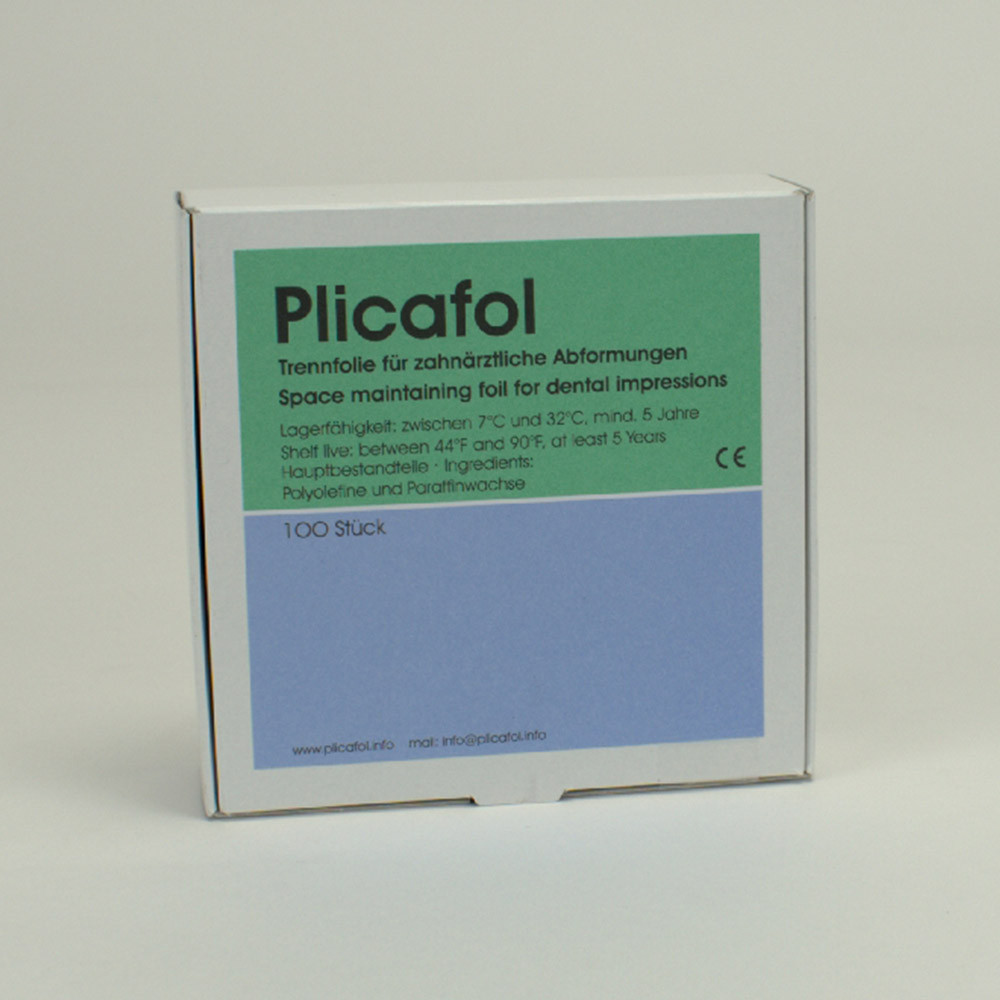 Plicafol
Trennfolie für zahnärztliche Abformungen
Space maintaining foil for dental impressions
Lagerfähigkeit: zwischen 7°C und 32°C, mind. 5 Jahre
Shelf live: between 44°F and 90°F, at least 5 Years
Hauptbestandteile · Ingredients:
Polyolefine und Paraffinwachse
CE
100 Stück
www.plicafol.info mail: info@plicafol.info